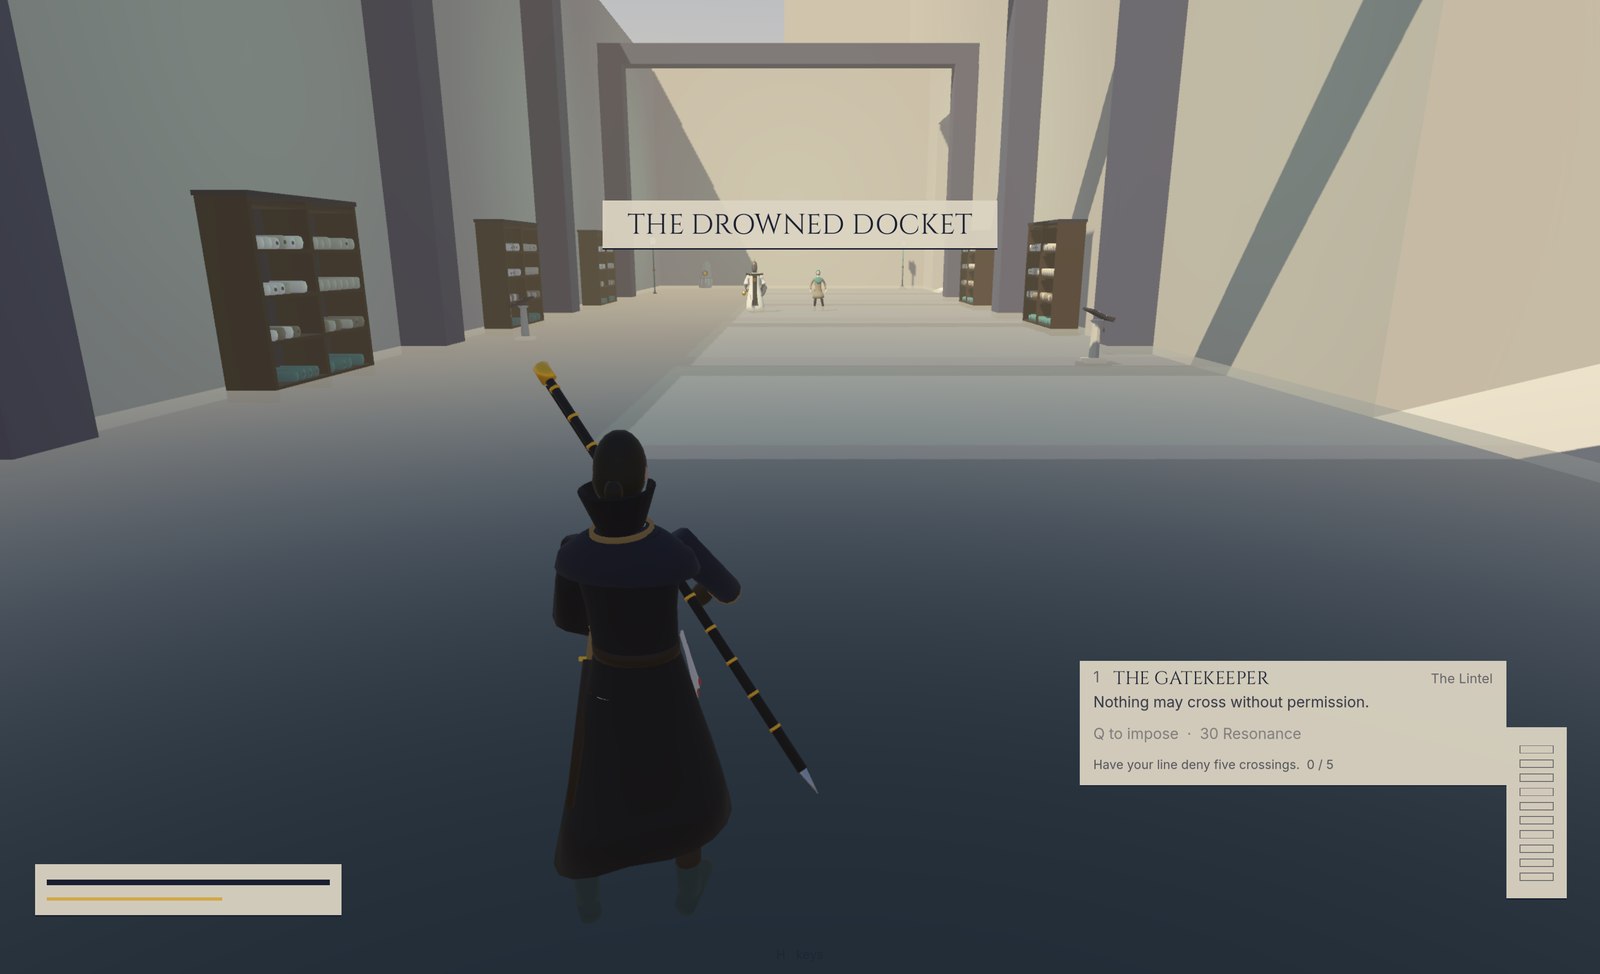 THE DROWNED DOCKET
1 THE GATEKEEPER The Lintel
Nothing may cross without permission.
Q to impose · 30 Resonance
Have your line deny five crossings. 0 / 5
H · keys